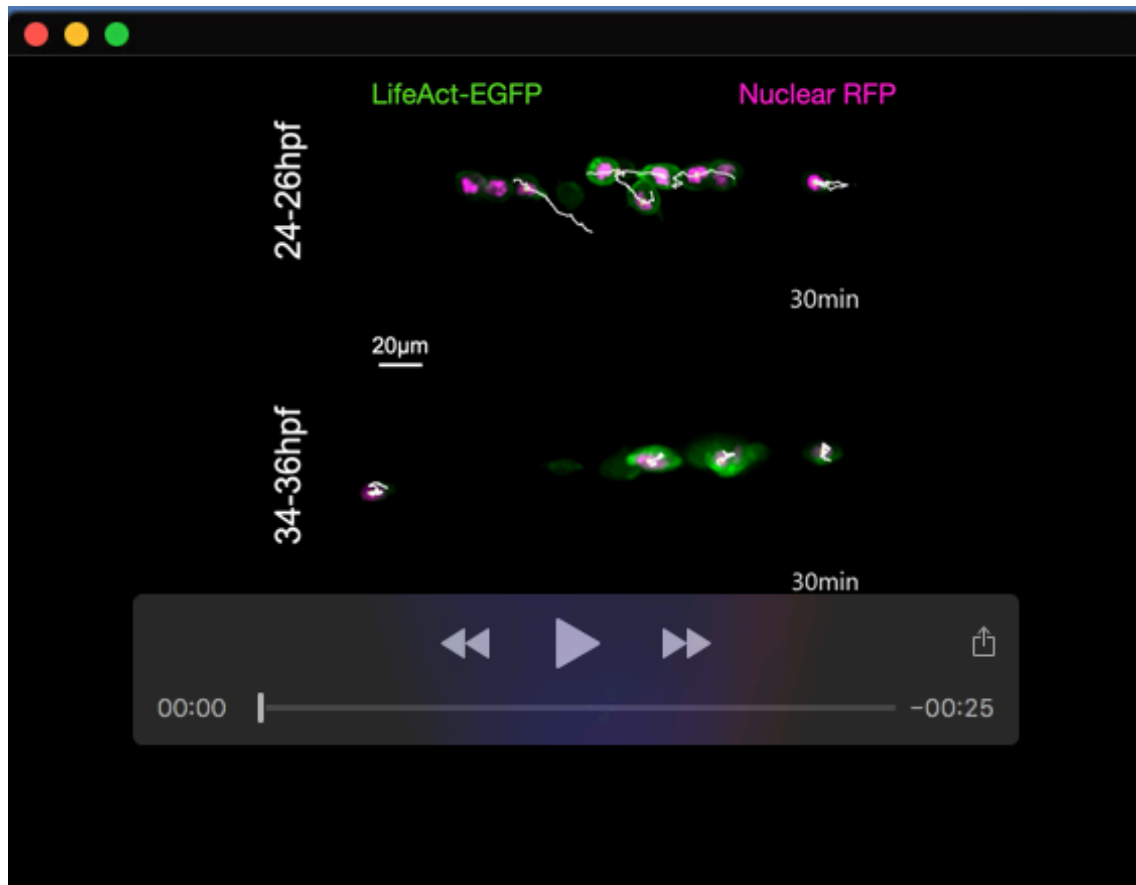 LifeAct-EGFP Nuclear RFP
24-26hpf
30min
20µm
34-36hpf
30min
00:00 -00:25